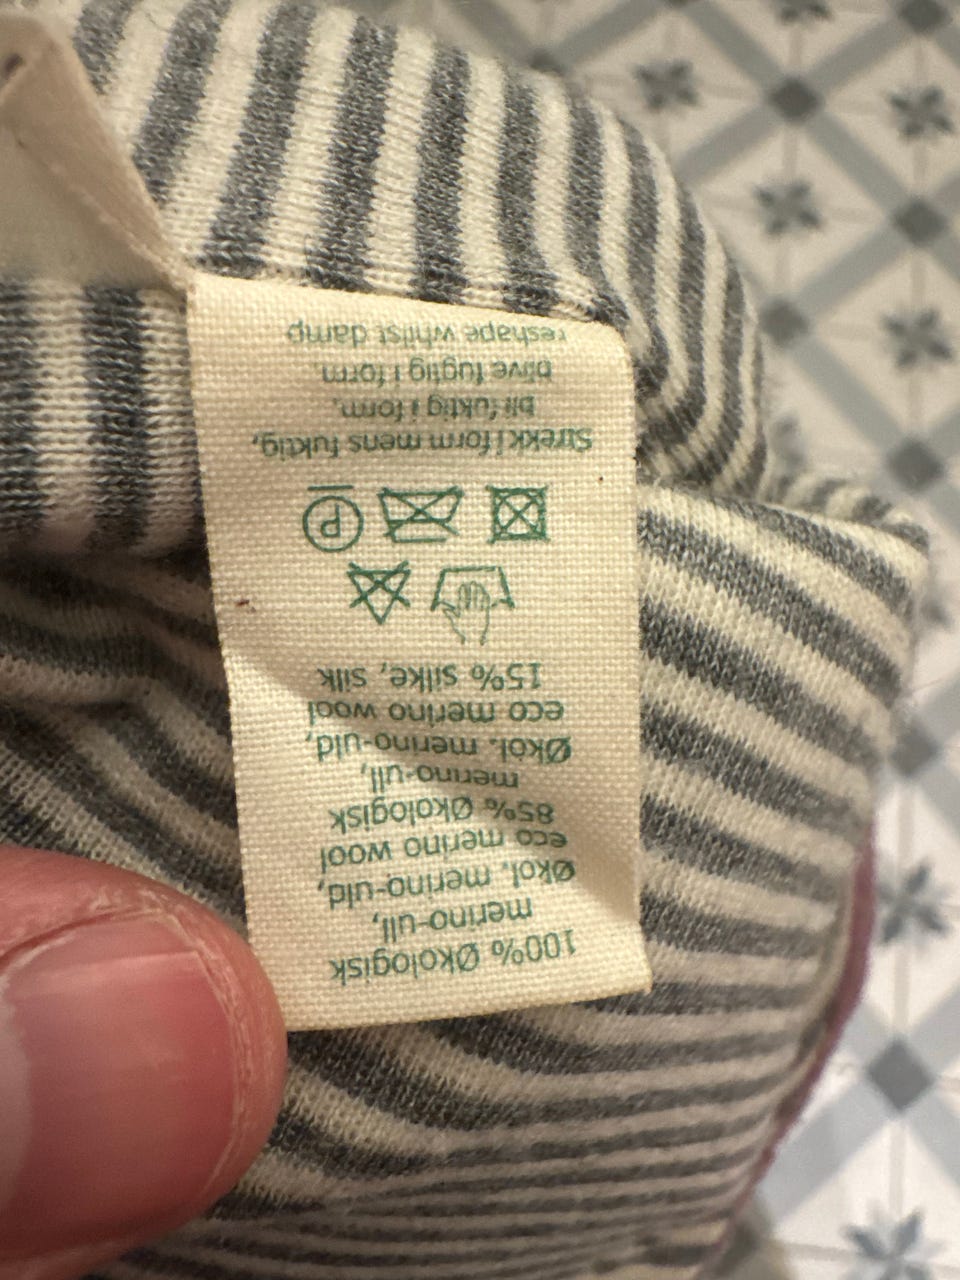 100% Økologisk
merino-ull,
Økol. merino-uld,
eco merino wool
85% Økologisk
merino-ull,
Økol. merino-uld,
eco merino wool
15% silke, silk
P
Strekk i form mens fuktig,
bli fuktig i form,
blive fugtig i form,
reshape whilst damp